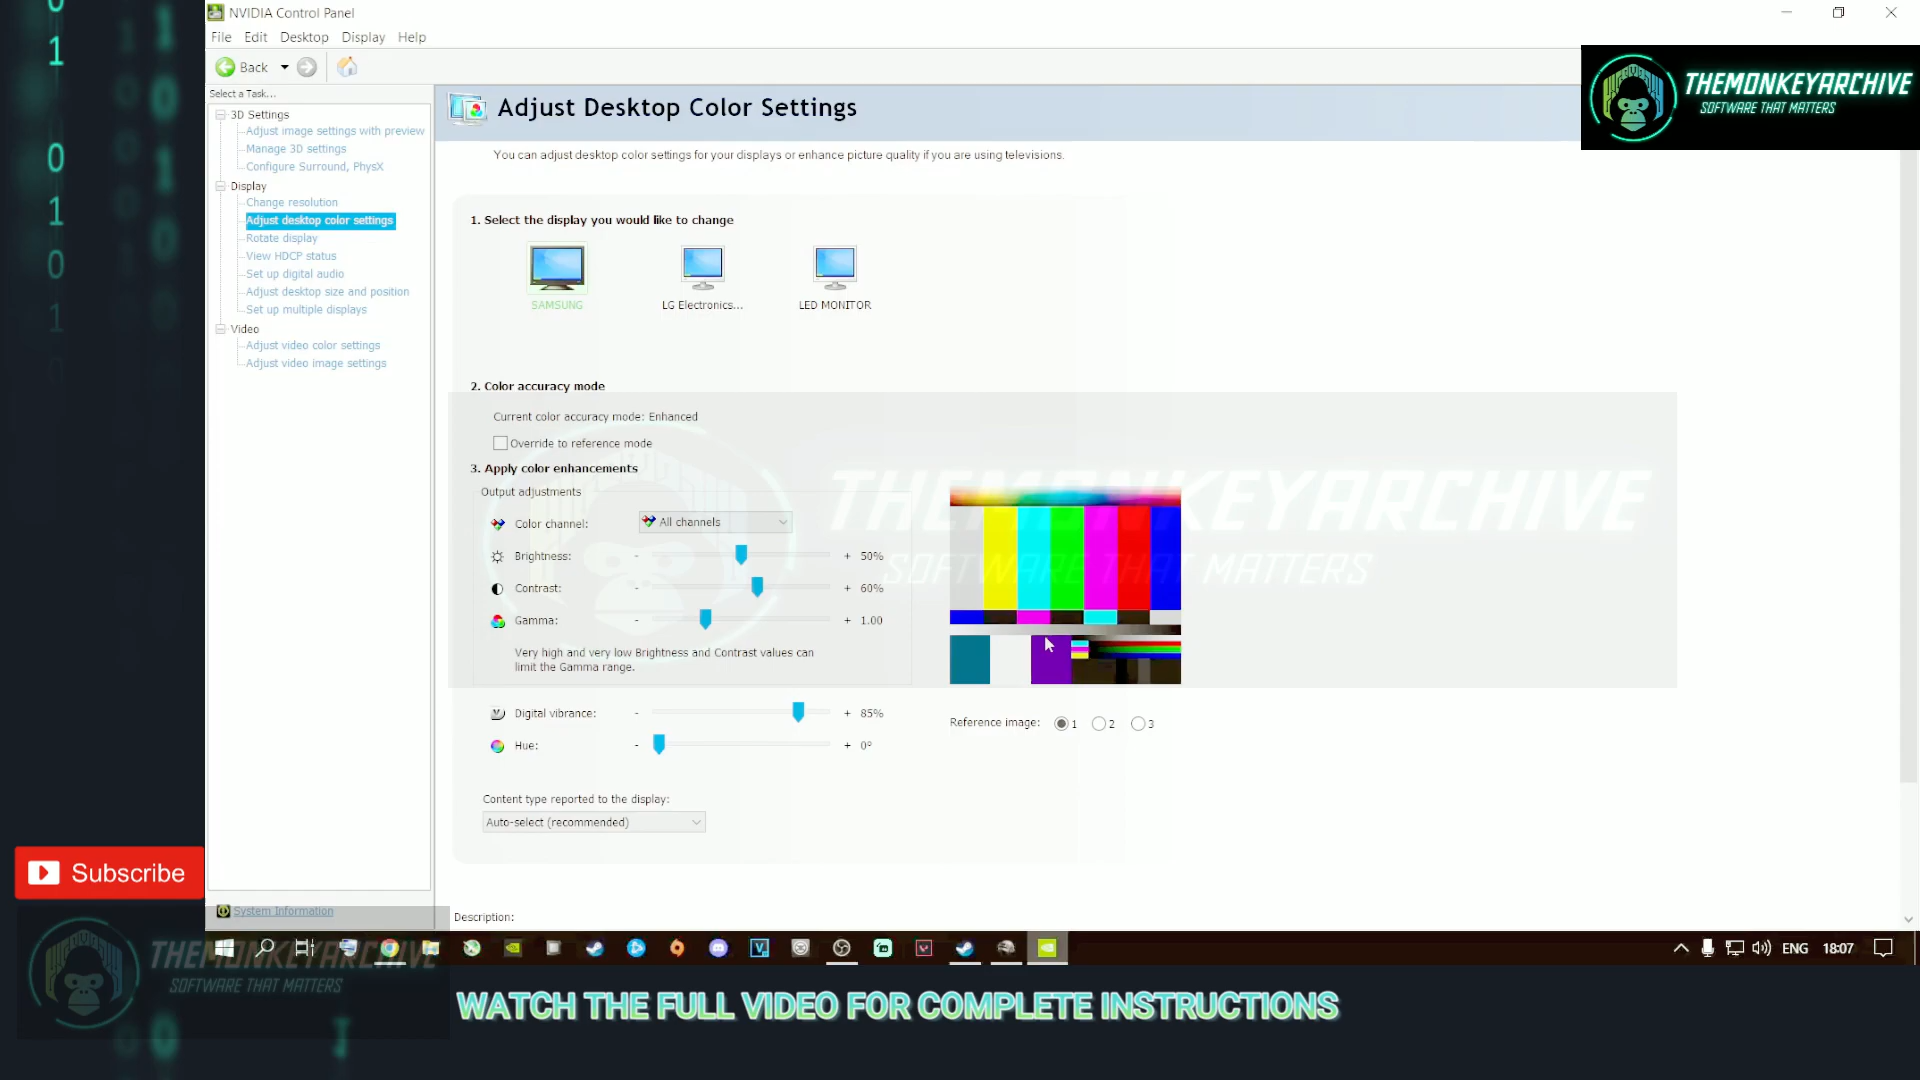 NVIDIA Control Panel
File Edit Desktop Display Help
Back
THEMONKEYARCHIVE
SOFTWARE THAT MATTERS
Select a Task...
3D Settings
Adjust image settings with preview
Manage 3D settings
Configure Surround, PhysX
Display
Change resolution
Adjust desktop color settings
Rotate display
View HDCP status
Set up digital audio
Adjust desktop size and position
Set up multiple displays
Video
Adjust video color settings
Adjust video image settings
System Information
Adjust Desktop Color Settings
You can adjust desktop color settings for your displays or enhance picture quality if you are using televisions.
1. Select the display you would like to change
SAMSUNG LG Electronics... LED MONITOR
2. Color accuracy mode
Current color accuracy mode: Enhanced
Override to reference mode
3. Apply color enhancements
Output adjustments
Color channel: All channels
Brightness: - + 50%
Contrast: - + 60%
Gamma: - + 1.00
Very high and very low Brightness and Contrast values can
limit the Gamma range.
Digital vibrance: - + 85%
Hue: - + 0°
Reference image: 1 2 3
Content type reported to the display:
Auto-select (recommended)
Description:
THEMONKEYARCHIVE
SOFTWARE THAT MATTERS
Subscribe
THEMONKEYARCHIVE
SOFTWARE THAT MATTERS
ENG 18:07
WATCH THE FULL VIDEO FOR COMPLETE INSTRUCTIONS